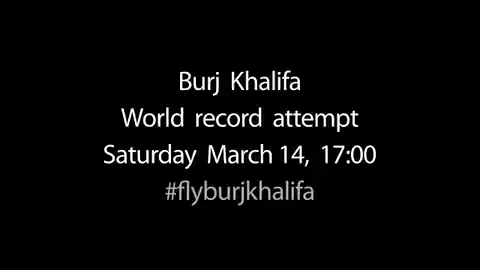 Burj Khalifa
World record attempt
Saturday March 14, 17:00
#flyburjkhalifa